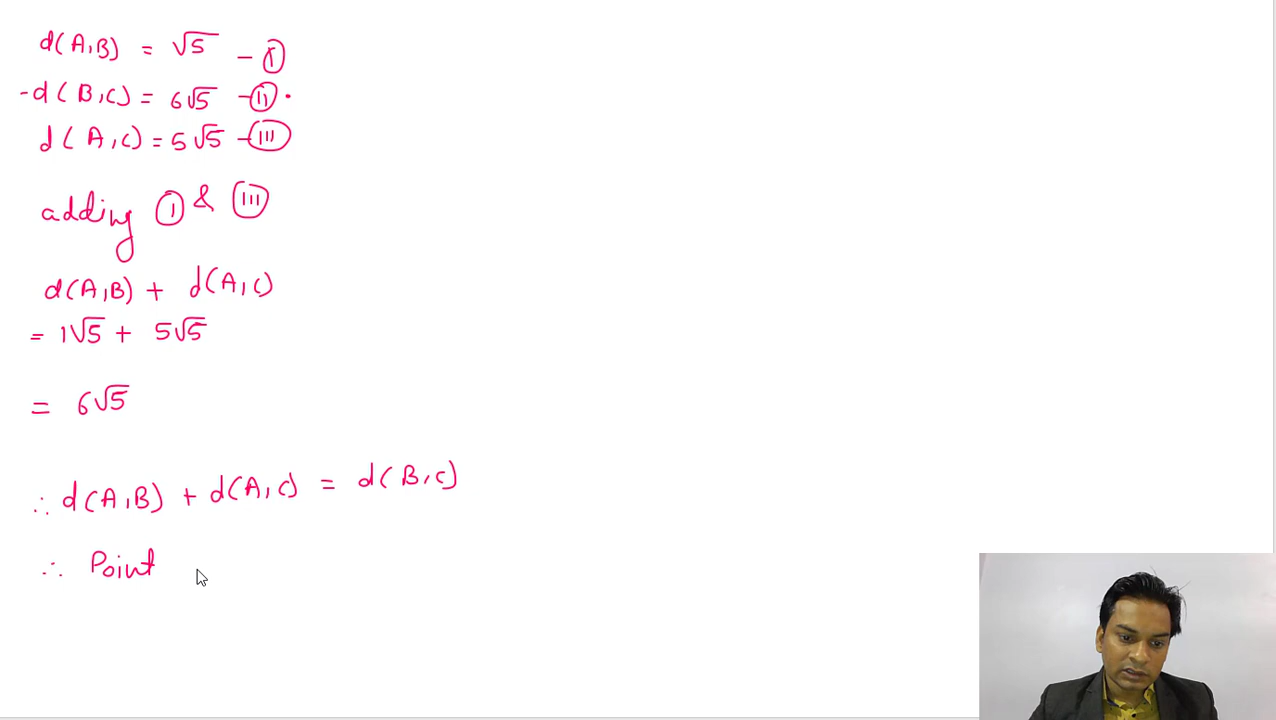 d(A,B) = √5 - Ⓘ
-d(B,C) = 6√5 - (II) .
d(A,C) = 5√5 - (III)
adding Ⓘ & (III)
d(A,B) + d(A,C)
= 1√5 + 5√5
= 6√5
∴ d(A,B) + d(A,C) = d(B,C)
∴ Point